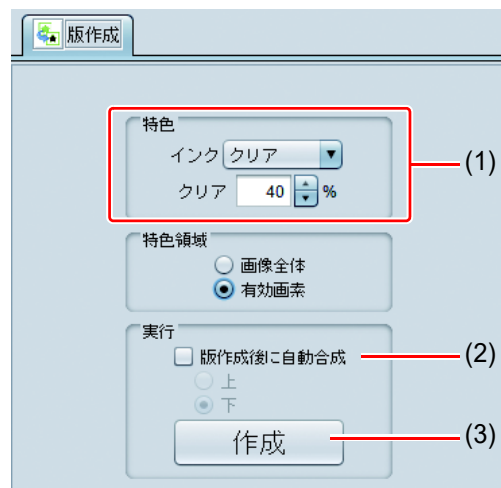 版作成
特色
インク クリア
クリア 40 %
(1)
特色領域
画像全体
有効画素
実行
版作成後に自動合成
(2)
上
下
作成
(3)